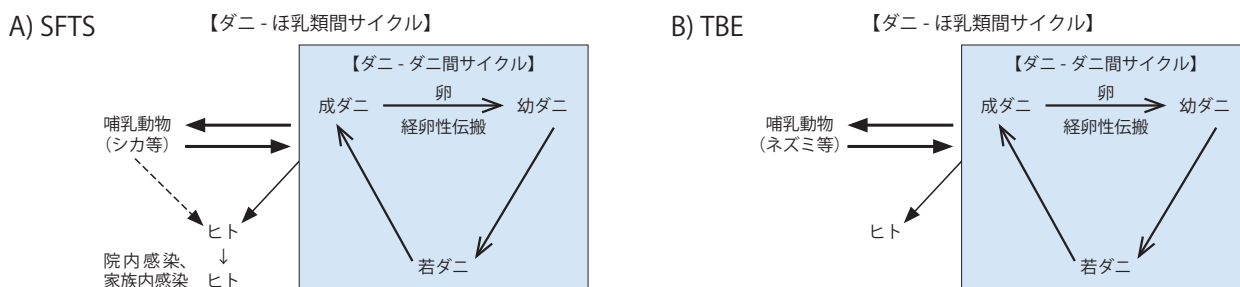 A) SFTS
【ダニ - ほ乳類間サイクル】
【ダニ - ダニ間サイクル】
卵
成ダニ
幼ダニ
経卵性伝搬
哺乳動物
（シカ等）
ヒト
↓
院内感染、
家族内感染 ヒト
若ダニ
B) TBE
【ダニ - ほ乳類間サイクル】
【ダニ - ダニ間サイクル】
卵
成ダニ
幼ダニ
経卵性伝搬
哺乳動物
（ネズミ等）
ヒト
若ダニ